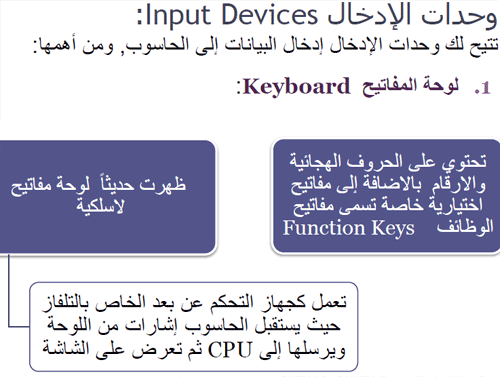 وحدات الإدخال Input Devices:
تتيح لك وحدات الإدخال إدخال البيانات إلى الحاسوب, ومن أهمها:
1. لوحة المفاتيح Keyboard:
تحتوي على الحروف الهجائية
والارقام بالاضافة إلى مفاتيح
اختيارية خاصة تسمى مفاتيح
الوظائف Function Keys
ظهرت حديثاً لوحة مفاتيح
لاسلكية
تعمل كجهاز التحكم عن بعد الخاص بالتلفاز
حيث يستقبل الحاسوب إشارات من اللوحة
ويرسلها إلى CPU ثم تعرض على الشاشة